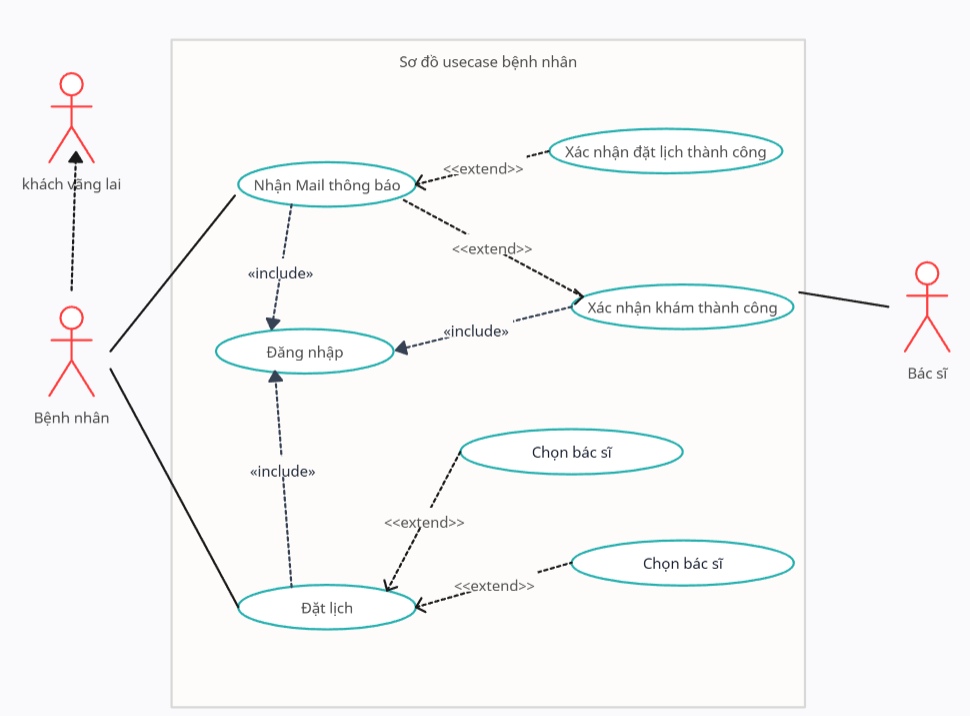 Sơ đồ usecase bệnh nhân
khách vãng lai
Xác nhận đặt lịch thành công
<<extend>>
Nhận Mail thông báo
<<extend>>
«include»
Xác nhận khám thành công
«include»
Đăng nhập
Bác sĩ
Bệnh nhân
Chọn bác sĩ
«include»
<<extend>>
Chọn bác sĩ
<<extend>>
Đặt lịch